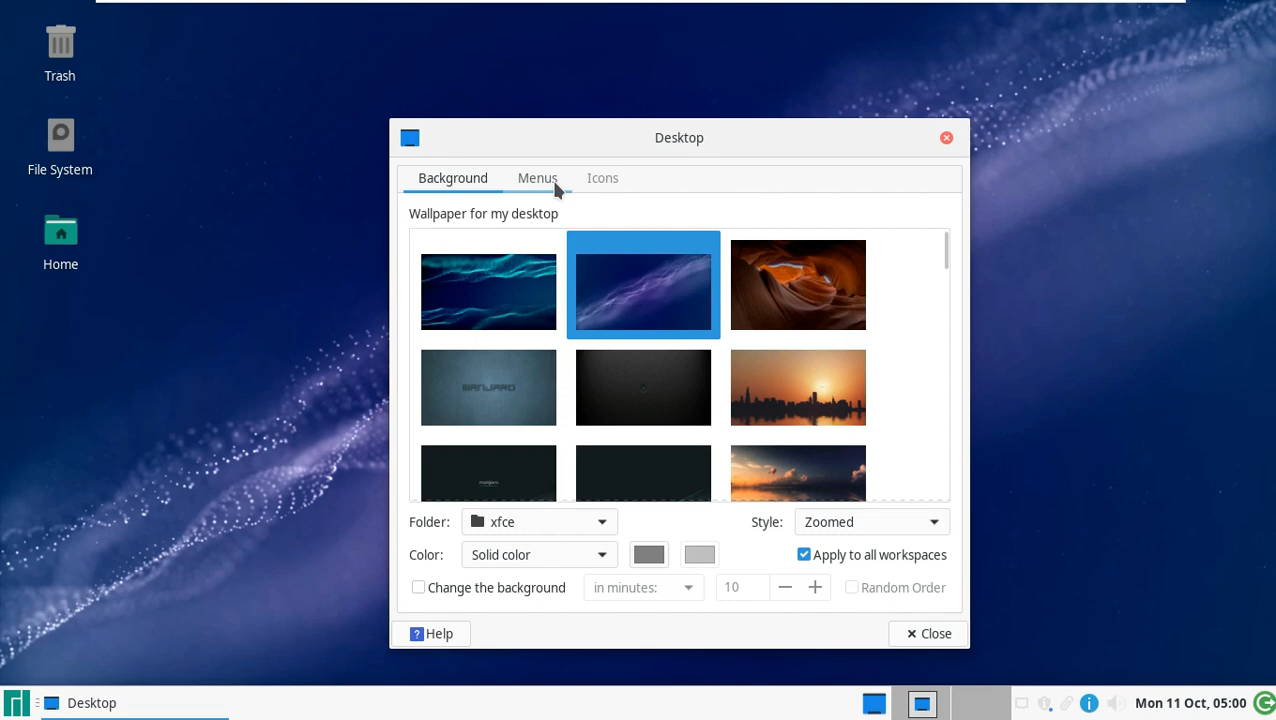 Trash
File System
Home
Desktop
Background Menus Icons
Wallpaper for my desktop
MANJARO
manjaro
Folder: xfce Style: Zoomed
Color: Solid color Apply to all workspaces
Change the background in minutes: 10 Random Order
? Help Close
Desktop Mon 11 Oct, 05:00